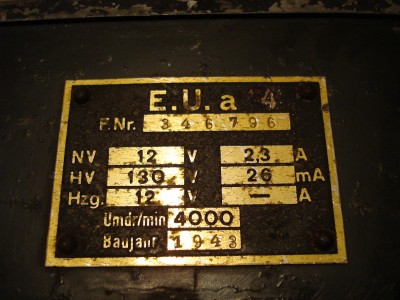 E.U.a 4
F.Nr. 346796
NV 12 V 2,3 A
HV 130 V 26 mA
Hzg. 12 V — A
Umdr/min 4000
Baujahr 1943